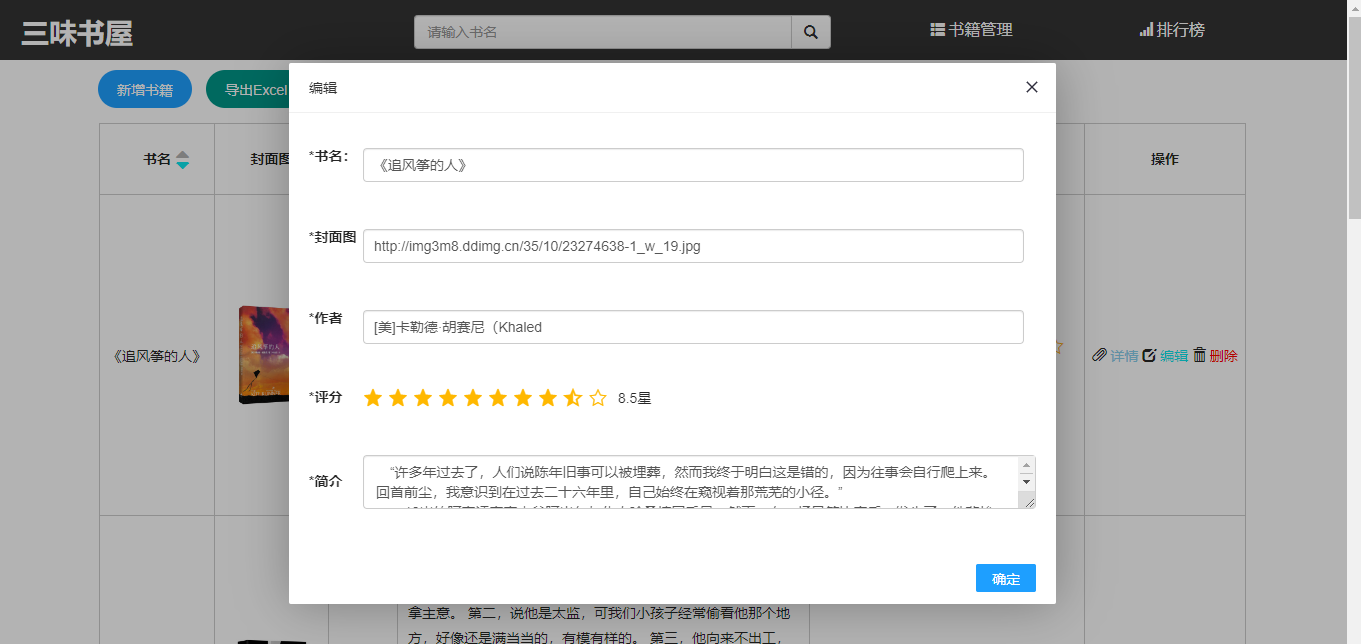 三味书屋
请输入书名
书籍管理
排行榜
新增书籍
导出Excel
编辑
书名
封面图
操作
*书名：
《追风筝的人》
*封面图
http://img3m8.ddimg.cn/35/10/23274638-1_w_19.jpg
*作者
[美]卡勒德·胡赛尼（Khaled
《追风筝的人》
详情 编辑 删除
*评分
8.5星
*简介
“许多年过去了，人们说陈年旧事可以被埋葬，然而我终于明白这是错的，因为往事会自行爬上来。
回首前尘，我意识到在过去二十六年里，自己始终在窥视着那荒芜的小径。”
确定
拿主意。 第二，说他是太监，可我们小孩子经常偷看他那个地
方，好像还是满当当的，有模有样的。 第三，他向来不出工，